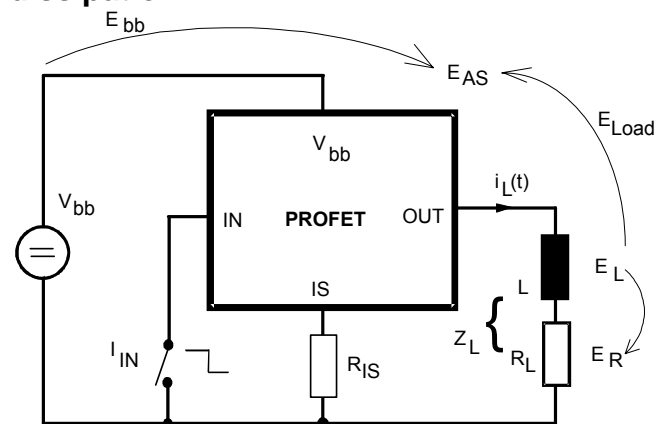 E bb
E AS
E Load
V bb
V bb
i L (t)
IN
PROFET
OUT
IS
L
E L
Z L
{
I IN
R IS
R L
E R